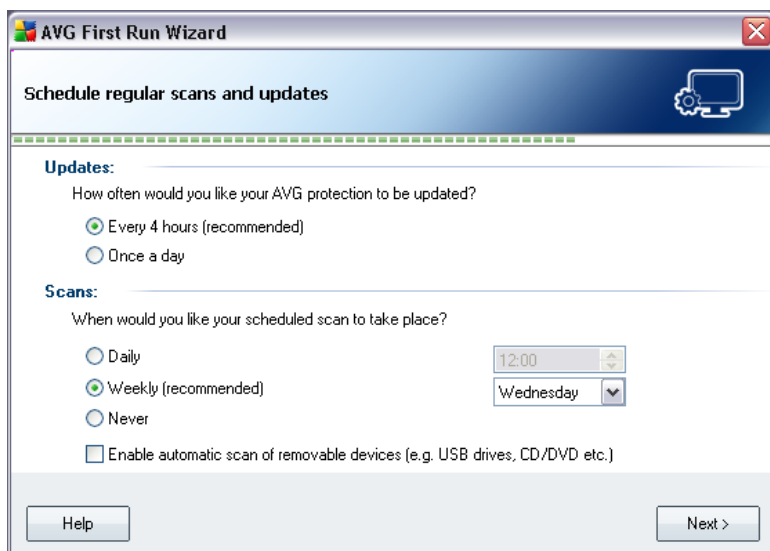 AVG First Run Wizard
Schedule regular scans and updates
Updates:
How often would you like your AVG protection to be updated?
Every 4 hours (recommended)
Once a day
Scans:
When would you like your scheduled scan to take place?
Daily
12:00
Weekly (recommended)
Wednesday
Never
Enable automatic scan of removable devices (e.g. USB drives, CD/DVD etc.)
Help
Next >